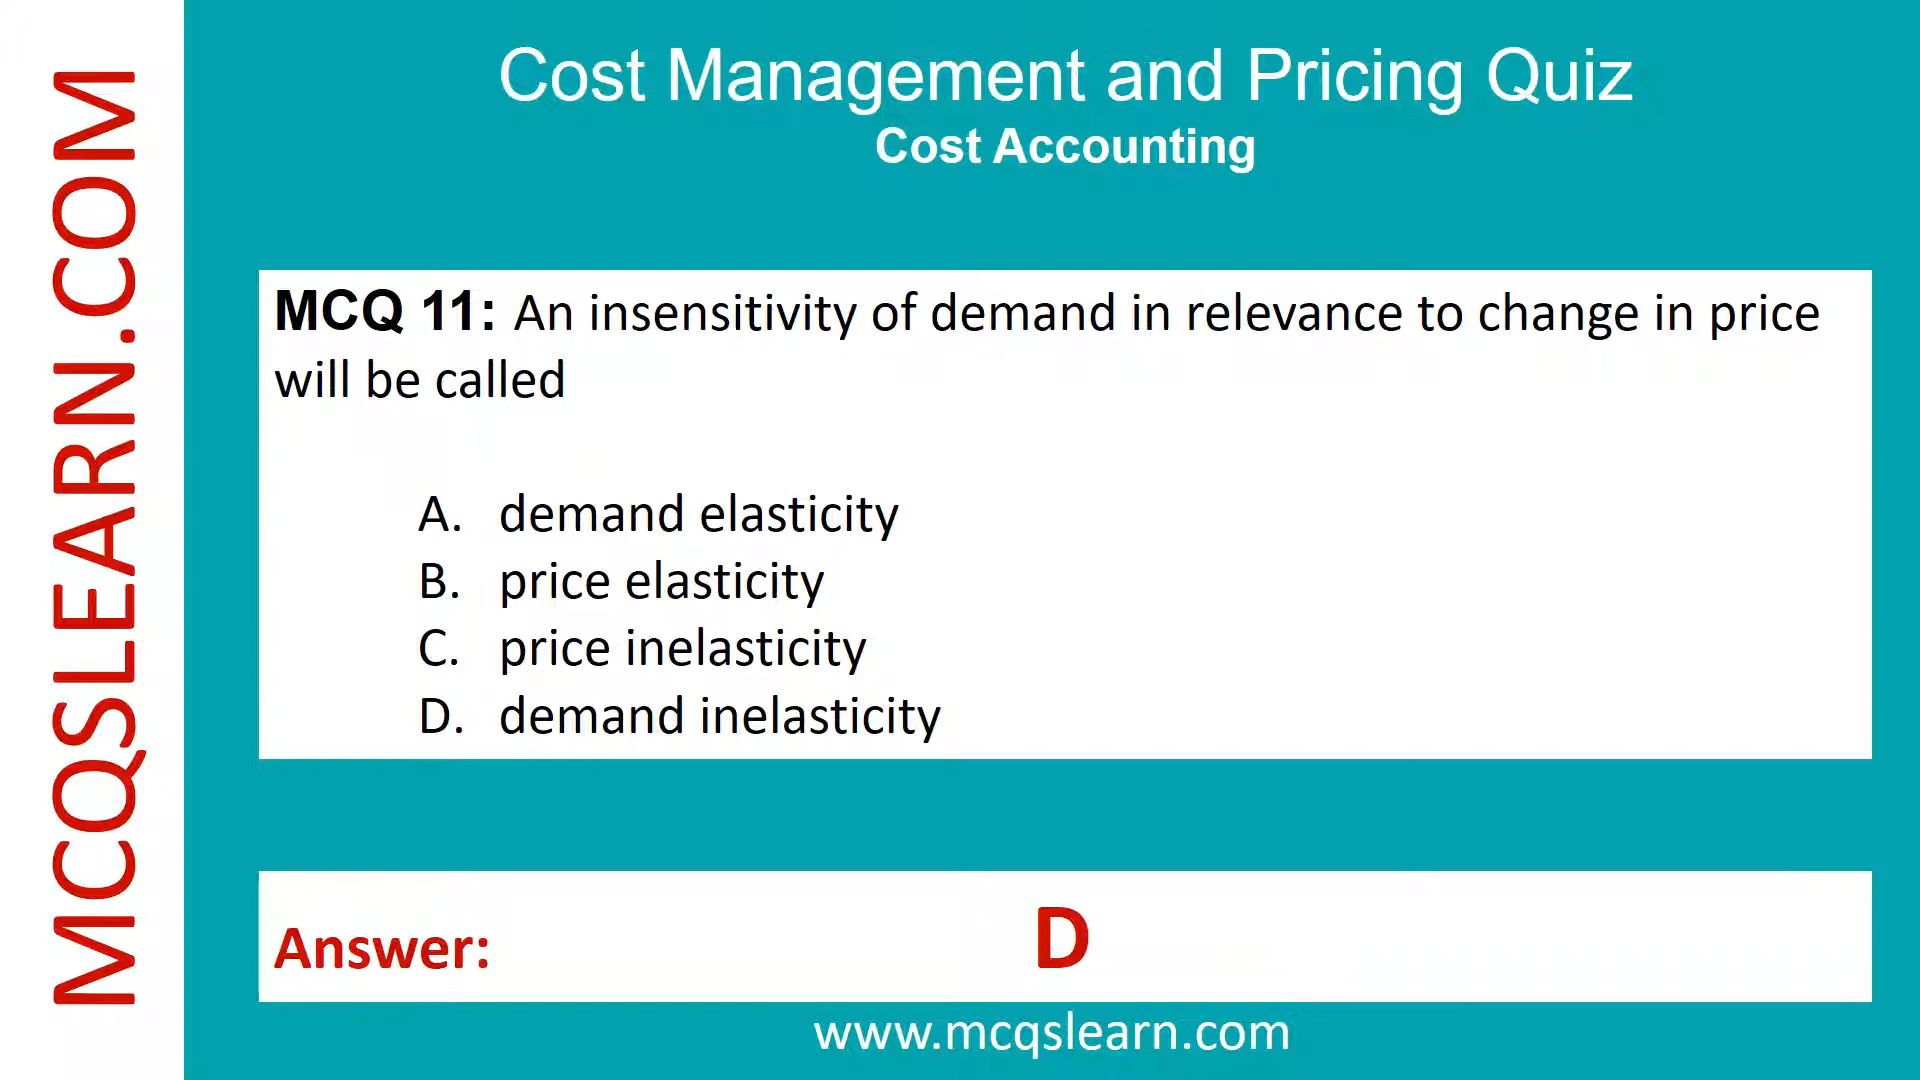 MCQSLEARN.COM
Cost Management and Pricing Quiz
Cost Accounting
MCQ 11: An insensitivity of demand in relevance to change in price
will be called
A. demand elasticity
B. price elasticity
C. price inelasticity
D. demand inelasticity
Answer: D
www.mcqslearn.com